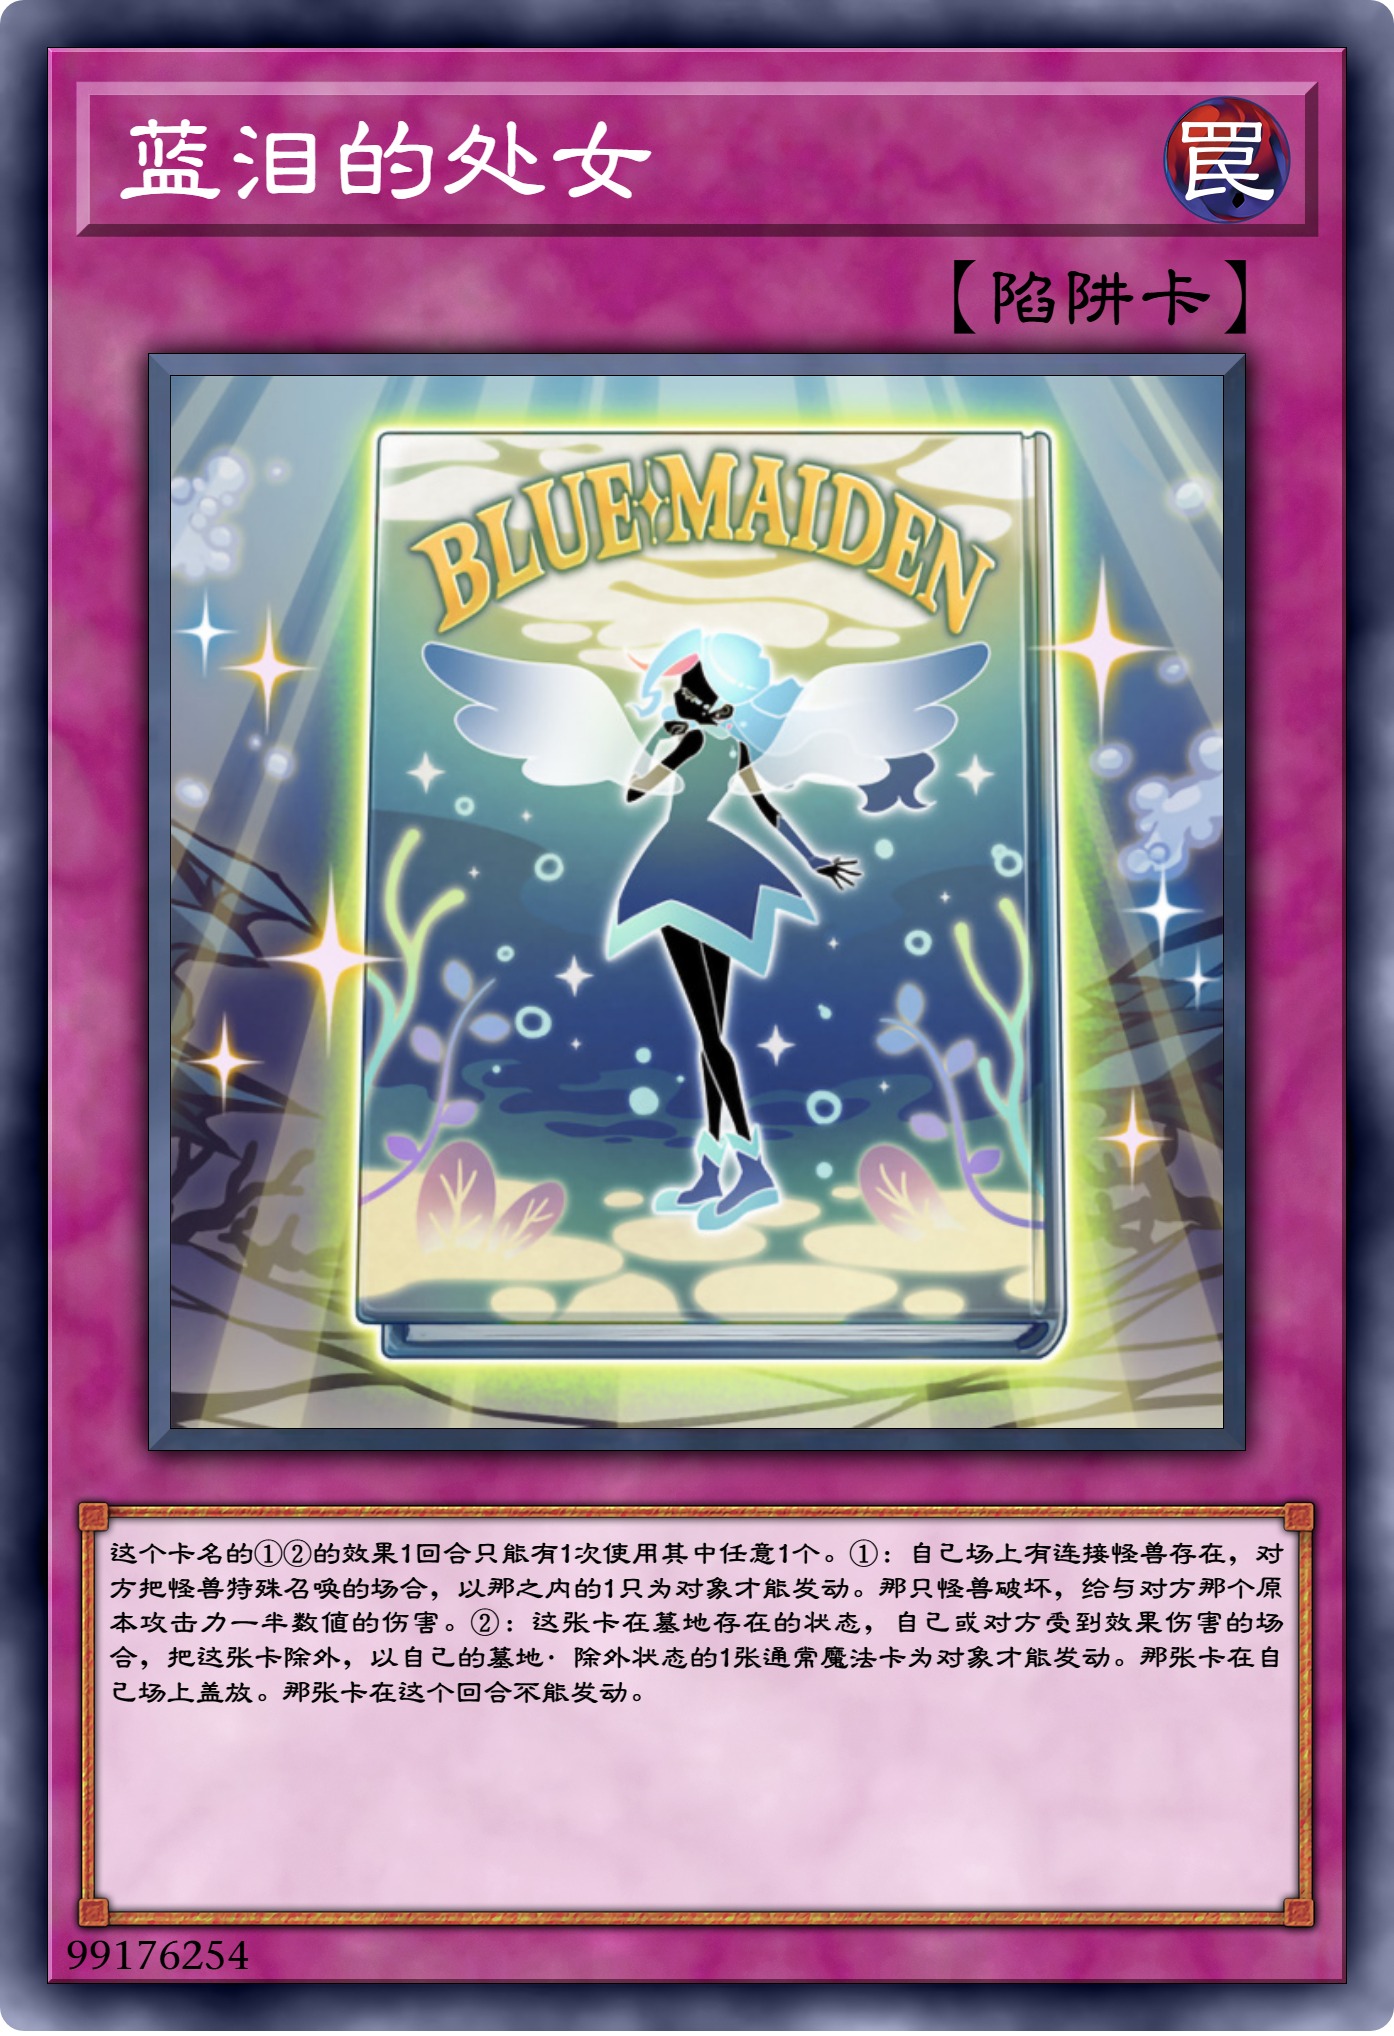 蓝泪的处女
罠
【陷阱卡】
BLUE✦MAIDEN
这个卡名的①②的效果1回合只能有1次使用其中任意1个。①：自己场上有连接怪兽存在，对
方把怪兽特殊召唤的场合，以那之内的1只为对象才能发动。那只怪兽破坏，给与对方那个原
本攻击力一半数值的伤害。②：这张卡在墓地存在的状态，自己或对方受到效果伤害的场
合，把这张卡除外，以自己的墓地·除外状态的1张通常魔法卡为对象才能发动。那张卡在自
己场上盖放。那张卡在这个回合不能发动。
99176254